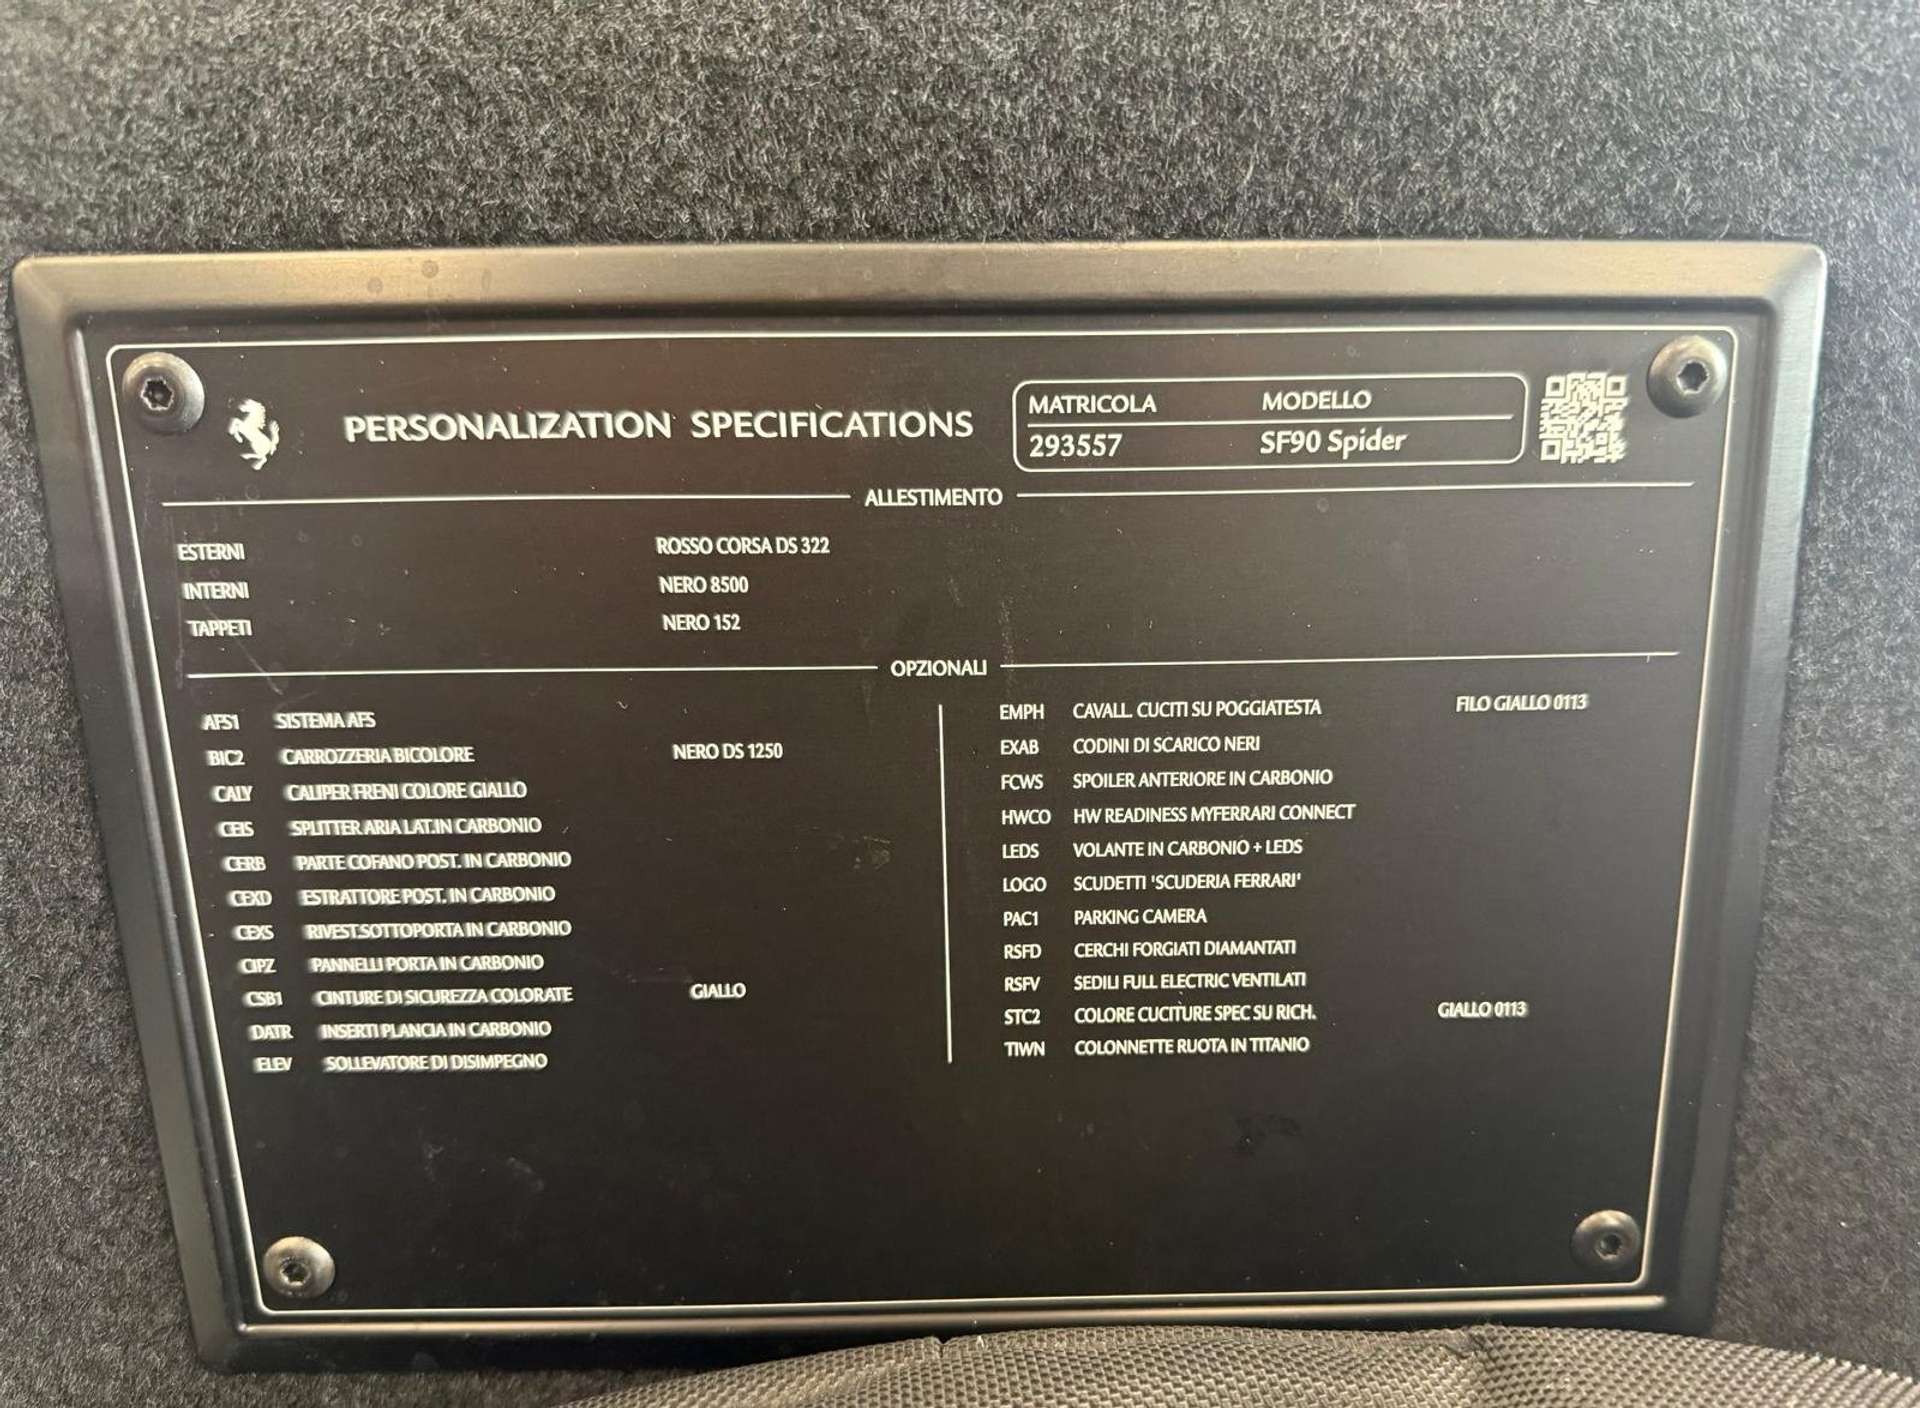 PERSONALIZATION SPECIFICATIONS
MATRICOLA MODELLO
293557 SF90 Spider
ALLESTIMENTO
ESTERNI ROSSO CORSA DS 322
INTERNI NERO 8500
TAPPETI NERO 152
OPZIONALI
AFS1 SISTEMA AFS
BIC2 CARROZZERIA BICOLORE NERO DS 1250
CALY CALIPER FRENI COLORE GIALLO
CEIS SPLITTER ARIA LAT.IN CARBONIO
CERB PARTE COFANO POST. IN CARBONIO
CEXD ESTRATTORE POST. IN CARBONIO
CEXS RIVEST.SOTTOPORTA IN CARBONIO
CIPZ PANNELLI PORTA IN CARBONIO
CSB1 CINTURE DI SICUREZZA COLORATE GIALLO
DATR INSERTI PLANCIA IN CARBONIO
ELEV SOLLEVATORE DI DISIMPEGNO
EMPH CAVALL. CUCITI SU POGGIATESTA FILO GIALLO 0113
EXAB CODINI DI SCARICO NERI
FCWS SPOILER ANTERIORE IN CARBONIO
HWCO HW READINESS MYFERRARI CONNECT
LEDS VOLANTE IN CARBONIO + LEDS
LOGO SCUDETTI 'SCUDERIA FERRARI'
PAC1 PARKING CAMERA
RSFD CERCHI FORGIATI DIAMANTATI
RSFV SEDILI FULL ELECTRIC VENTILATI
STC2 COLORE CUCITURE SPEC SU RICH. GIALLO 0113
TIWN COLONNETTE RUOTA IN TITANIO